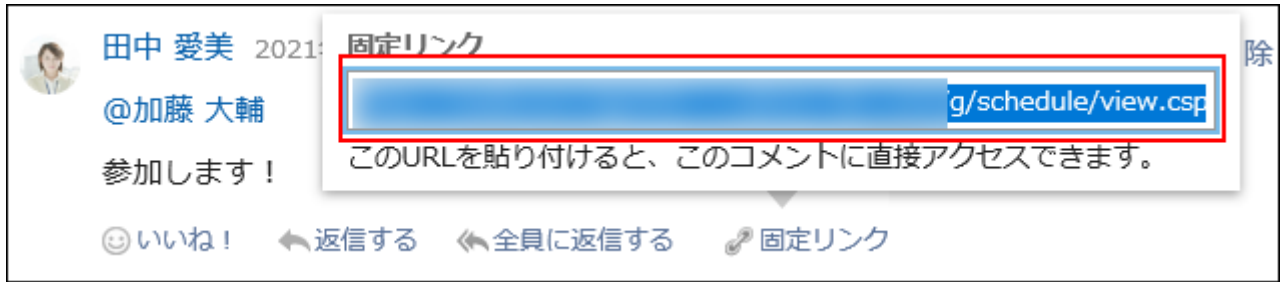 田中 愛美 2021
固定リンク
除
g/schedule/view.csp
@加藤 大輔
このURLを貼り付けると、このコメントに直接アクセスできます。
参加します！
いいね！ 返信する 全員に返信する 固定リンク